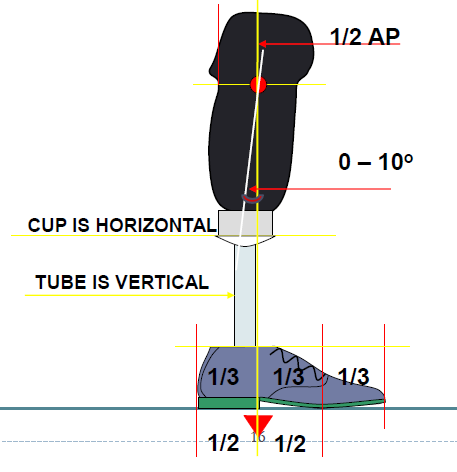 1/2 AP
0 – 10º
CUP IS HORIZONTAL
TUBE IS VERTICAL
1/3 1/3 1/3
1/2 16 1/2